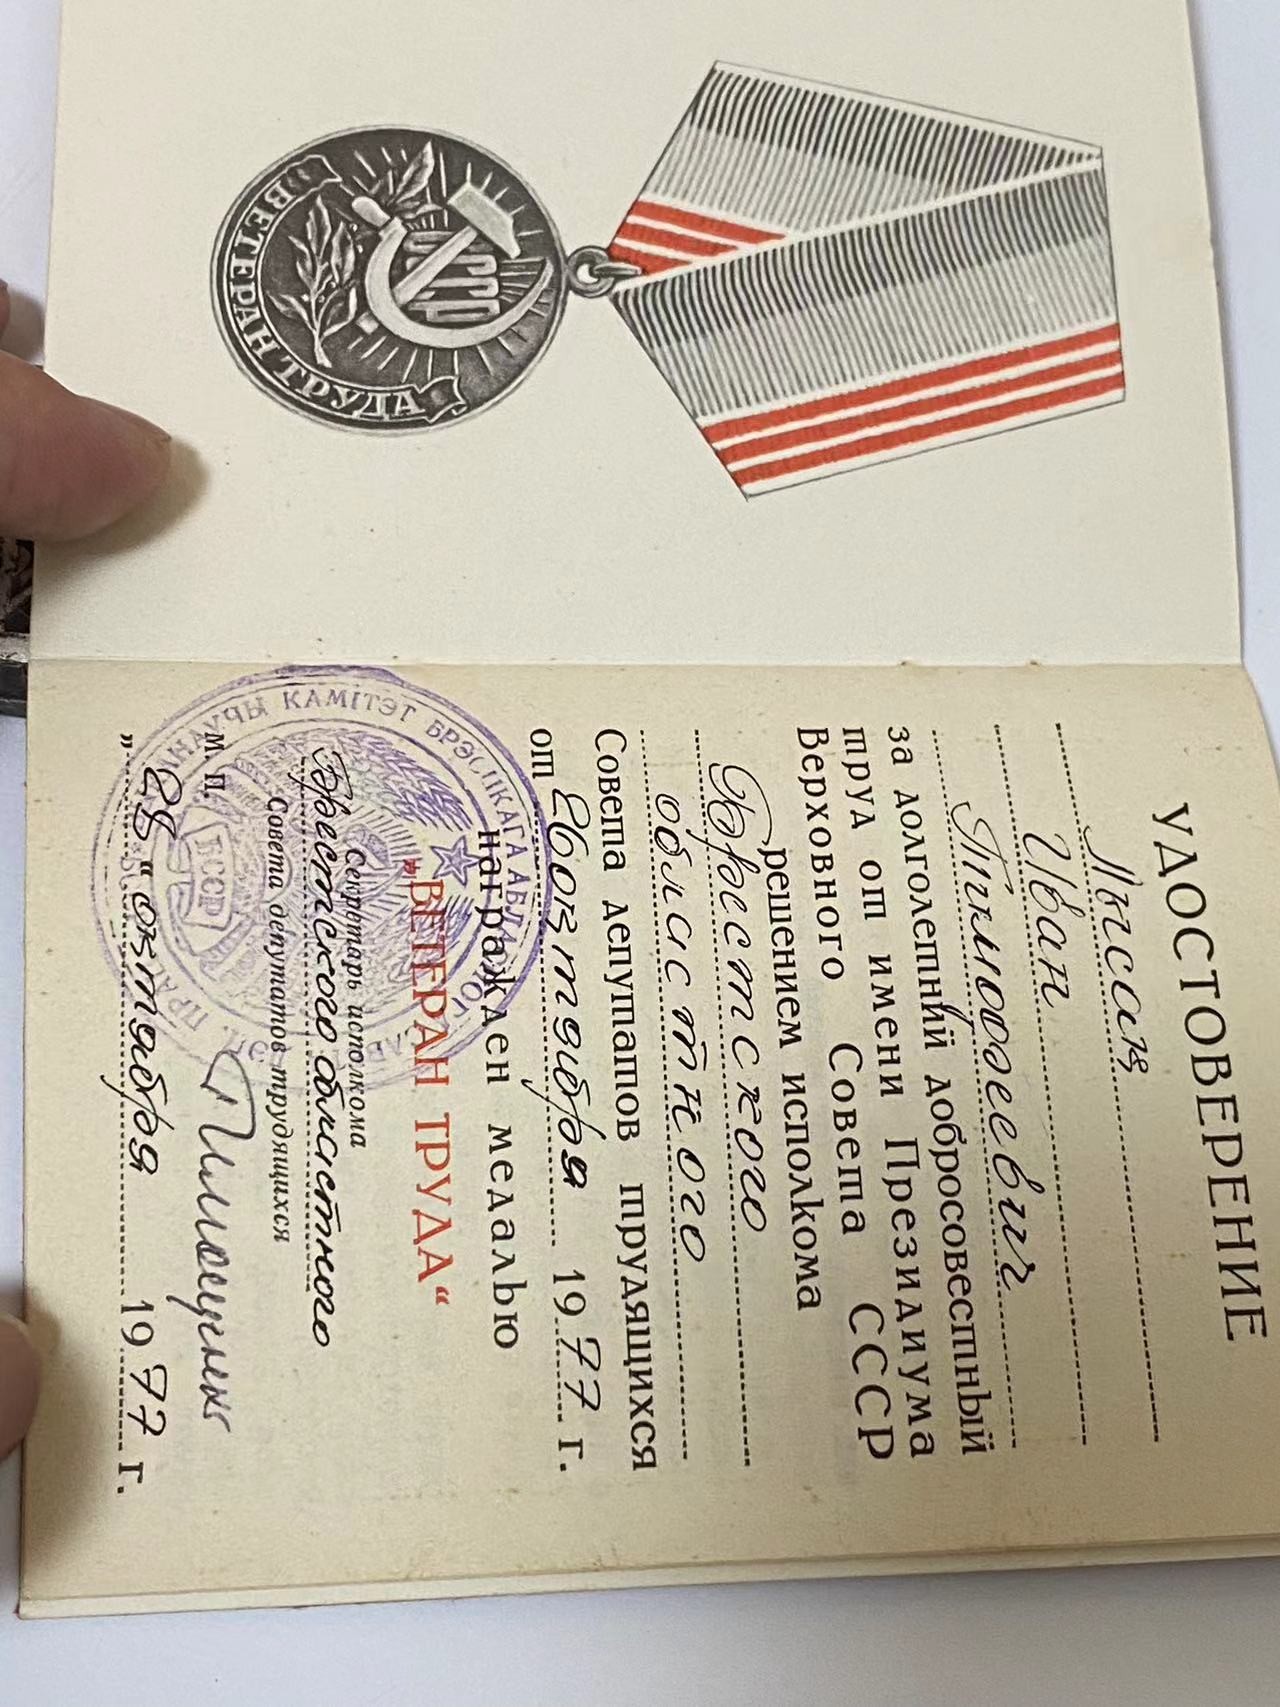 ВЕТЕРАН ТРУДА
СССР
УДОСТОВЕРЕНИЕ
Иван
Тимофеевич
за долголетний добросовестный
труд от имени Президиума
Верховного Совета СССР
решением исполкома
Брестского
областного
Совета депутатов трудящихся
от 26 октября 1977 г.
награжден медалью
„ВЕТЕРАН ТРУДА“
секретарь исполкома
Брестского областного
Совета депутатов трудящихся
М. П.
„28“ октября 1977 г.
КАМІТЭТ БРЭСЦКАГА АБЛАСНОГА
БССР